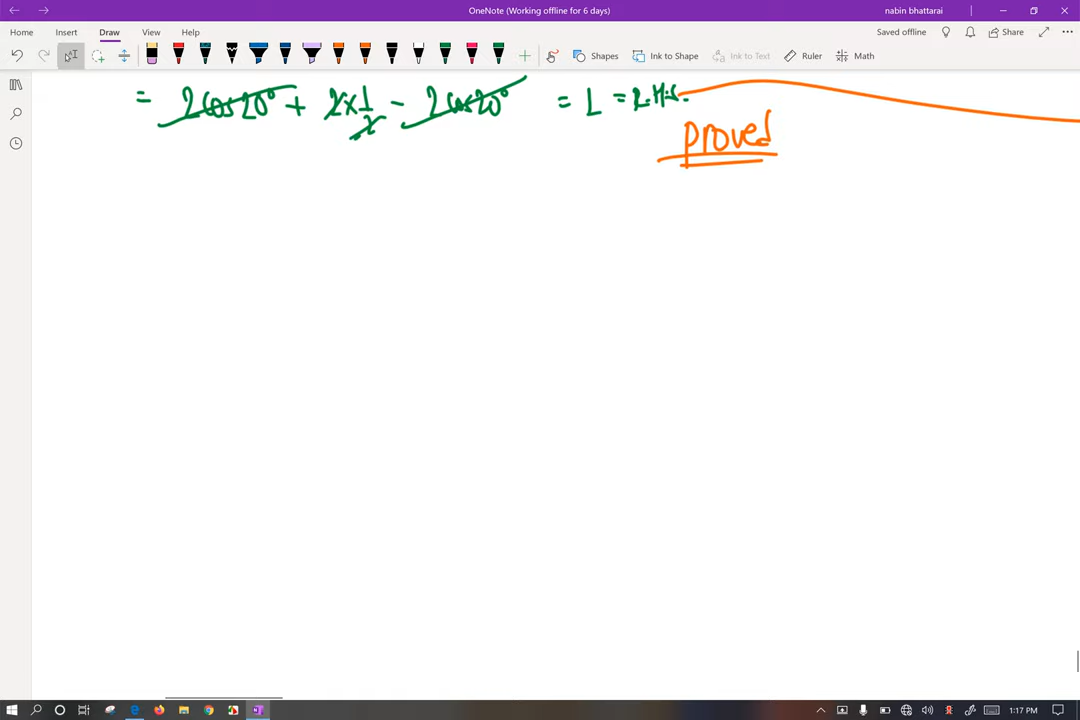 OneNote (Working offline for 6 days)
nabin bhattarai
Home Insert Draw View Help
Saved offline Share
Shapes Ink to Shape Ink to Text Ruler Math
= 2cos20° + 2×1/2 - 2cos20° = 1 = R.H.S.
proved
1:17 PM